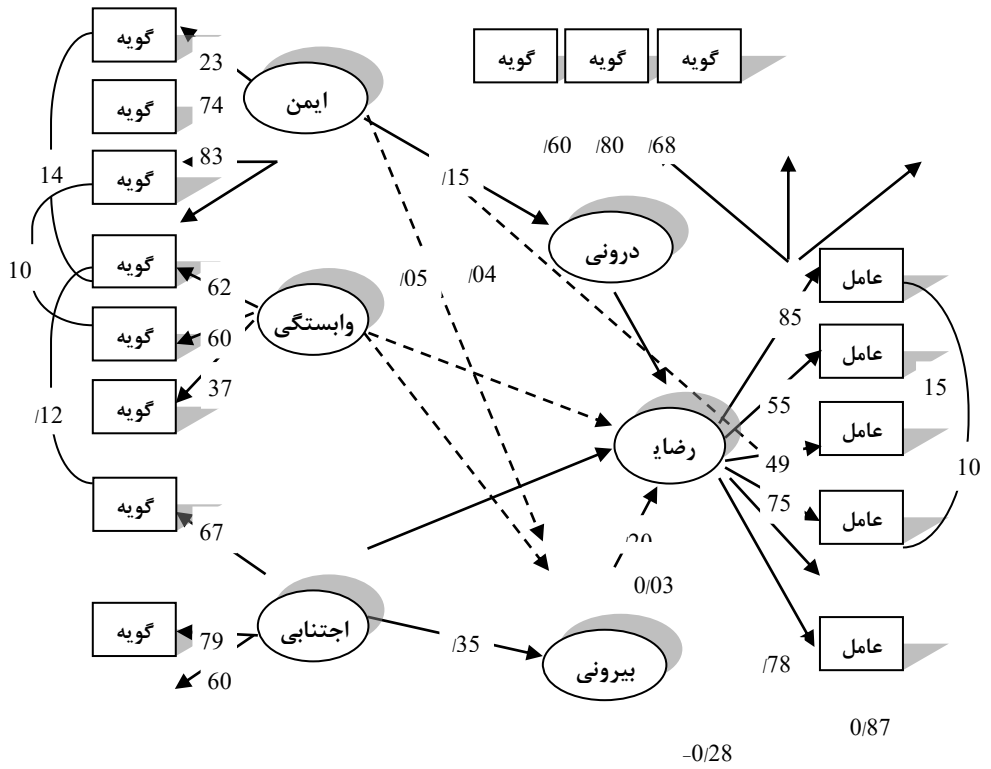 گویه
گویه گویه گویه
23
ایمن
گویه
74
گویه
83
/60 /80 /68
14
/15
گویه
درونی
عامل
10
62
/05 /04
گویه
60
وابستگی
85
عامل
گویه
37
/12
55
15
رضای
عامل
49
10
گویه
67
75
عامل
/20
0/03
گویه
79
اجتنابی
/35
60
بیرونی
/78
عامل
0/87
-0/28